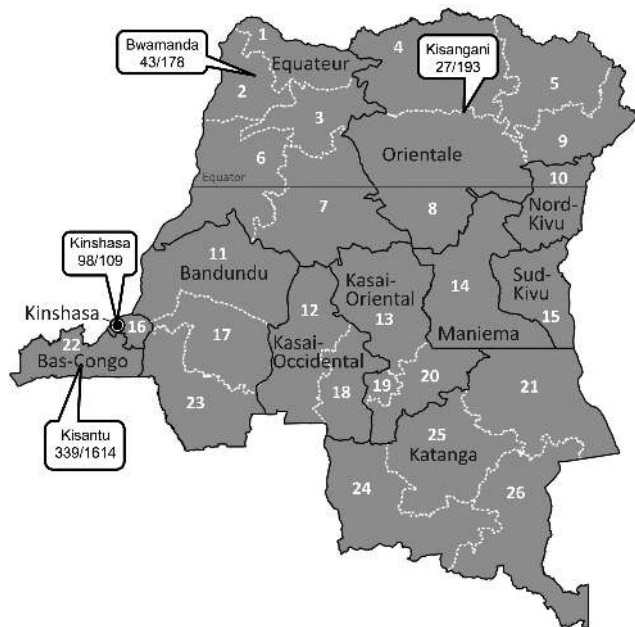 1
4
Bwamanda
43/178
Equateur
Kisangani
27/193
2
5
3
9
6
Orientale
Equator
10
7
8
Nord-
Kivu
Kinshasa
98/109
11
Bandundu
Kasai-
Oriental
Sud-
Kivu
12
13
14
15
Kinshasa
16
17
Maniema
22
Bas-Congo
Kasai-
Occidental
18
19
20
21
23
Kisantu
339/1614
25
Katanga
24
26